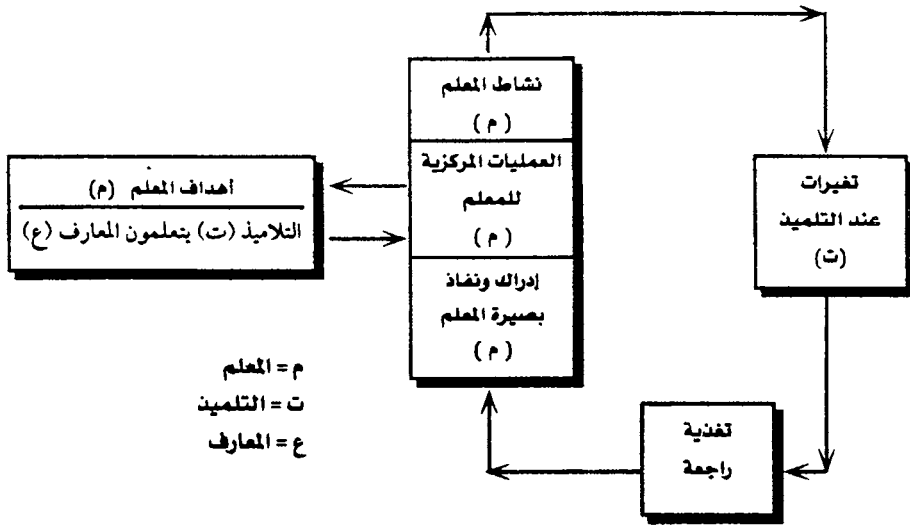 نشاط المعلم
( م )
العمليات المركزية
للمعلم
( م )
إدراك ونفاذ
بصيرة المعلم
( م )
أهداف المعلم (م)
التلاميذ (ت) يتعلمون المعارف (ع)
تغيرات
عند التلميذ
(ت)
تغذية
راجعة
م = المعلم
ت = التلميذ
ع = المعارف